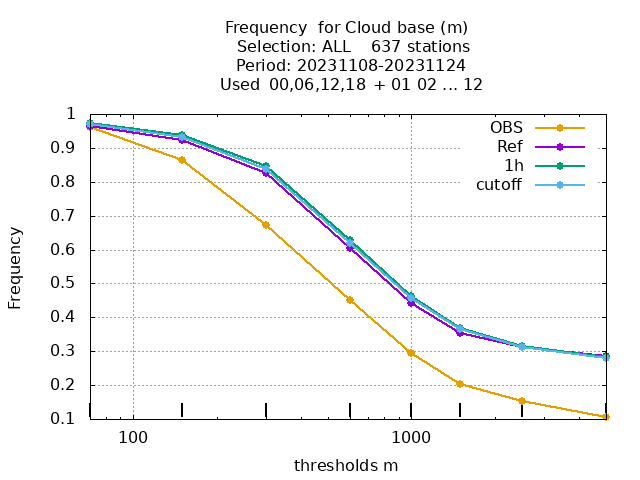 Frequency  for Cloud base (m)
Selection: ALL    637 stations
Period: 20231108-20231124
Used  00,06,12,18  + 01 02 ... 12
OBS
Ref
1h
cutoff
1
0.9
0.8
0.7
0.6
0.5
0.4
0.3
0.2
0.1
Frequency
100
1000
thresholds m